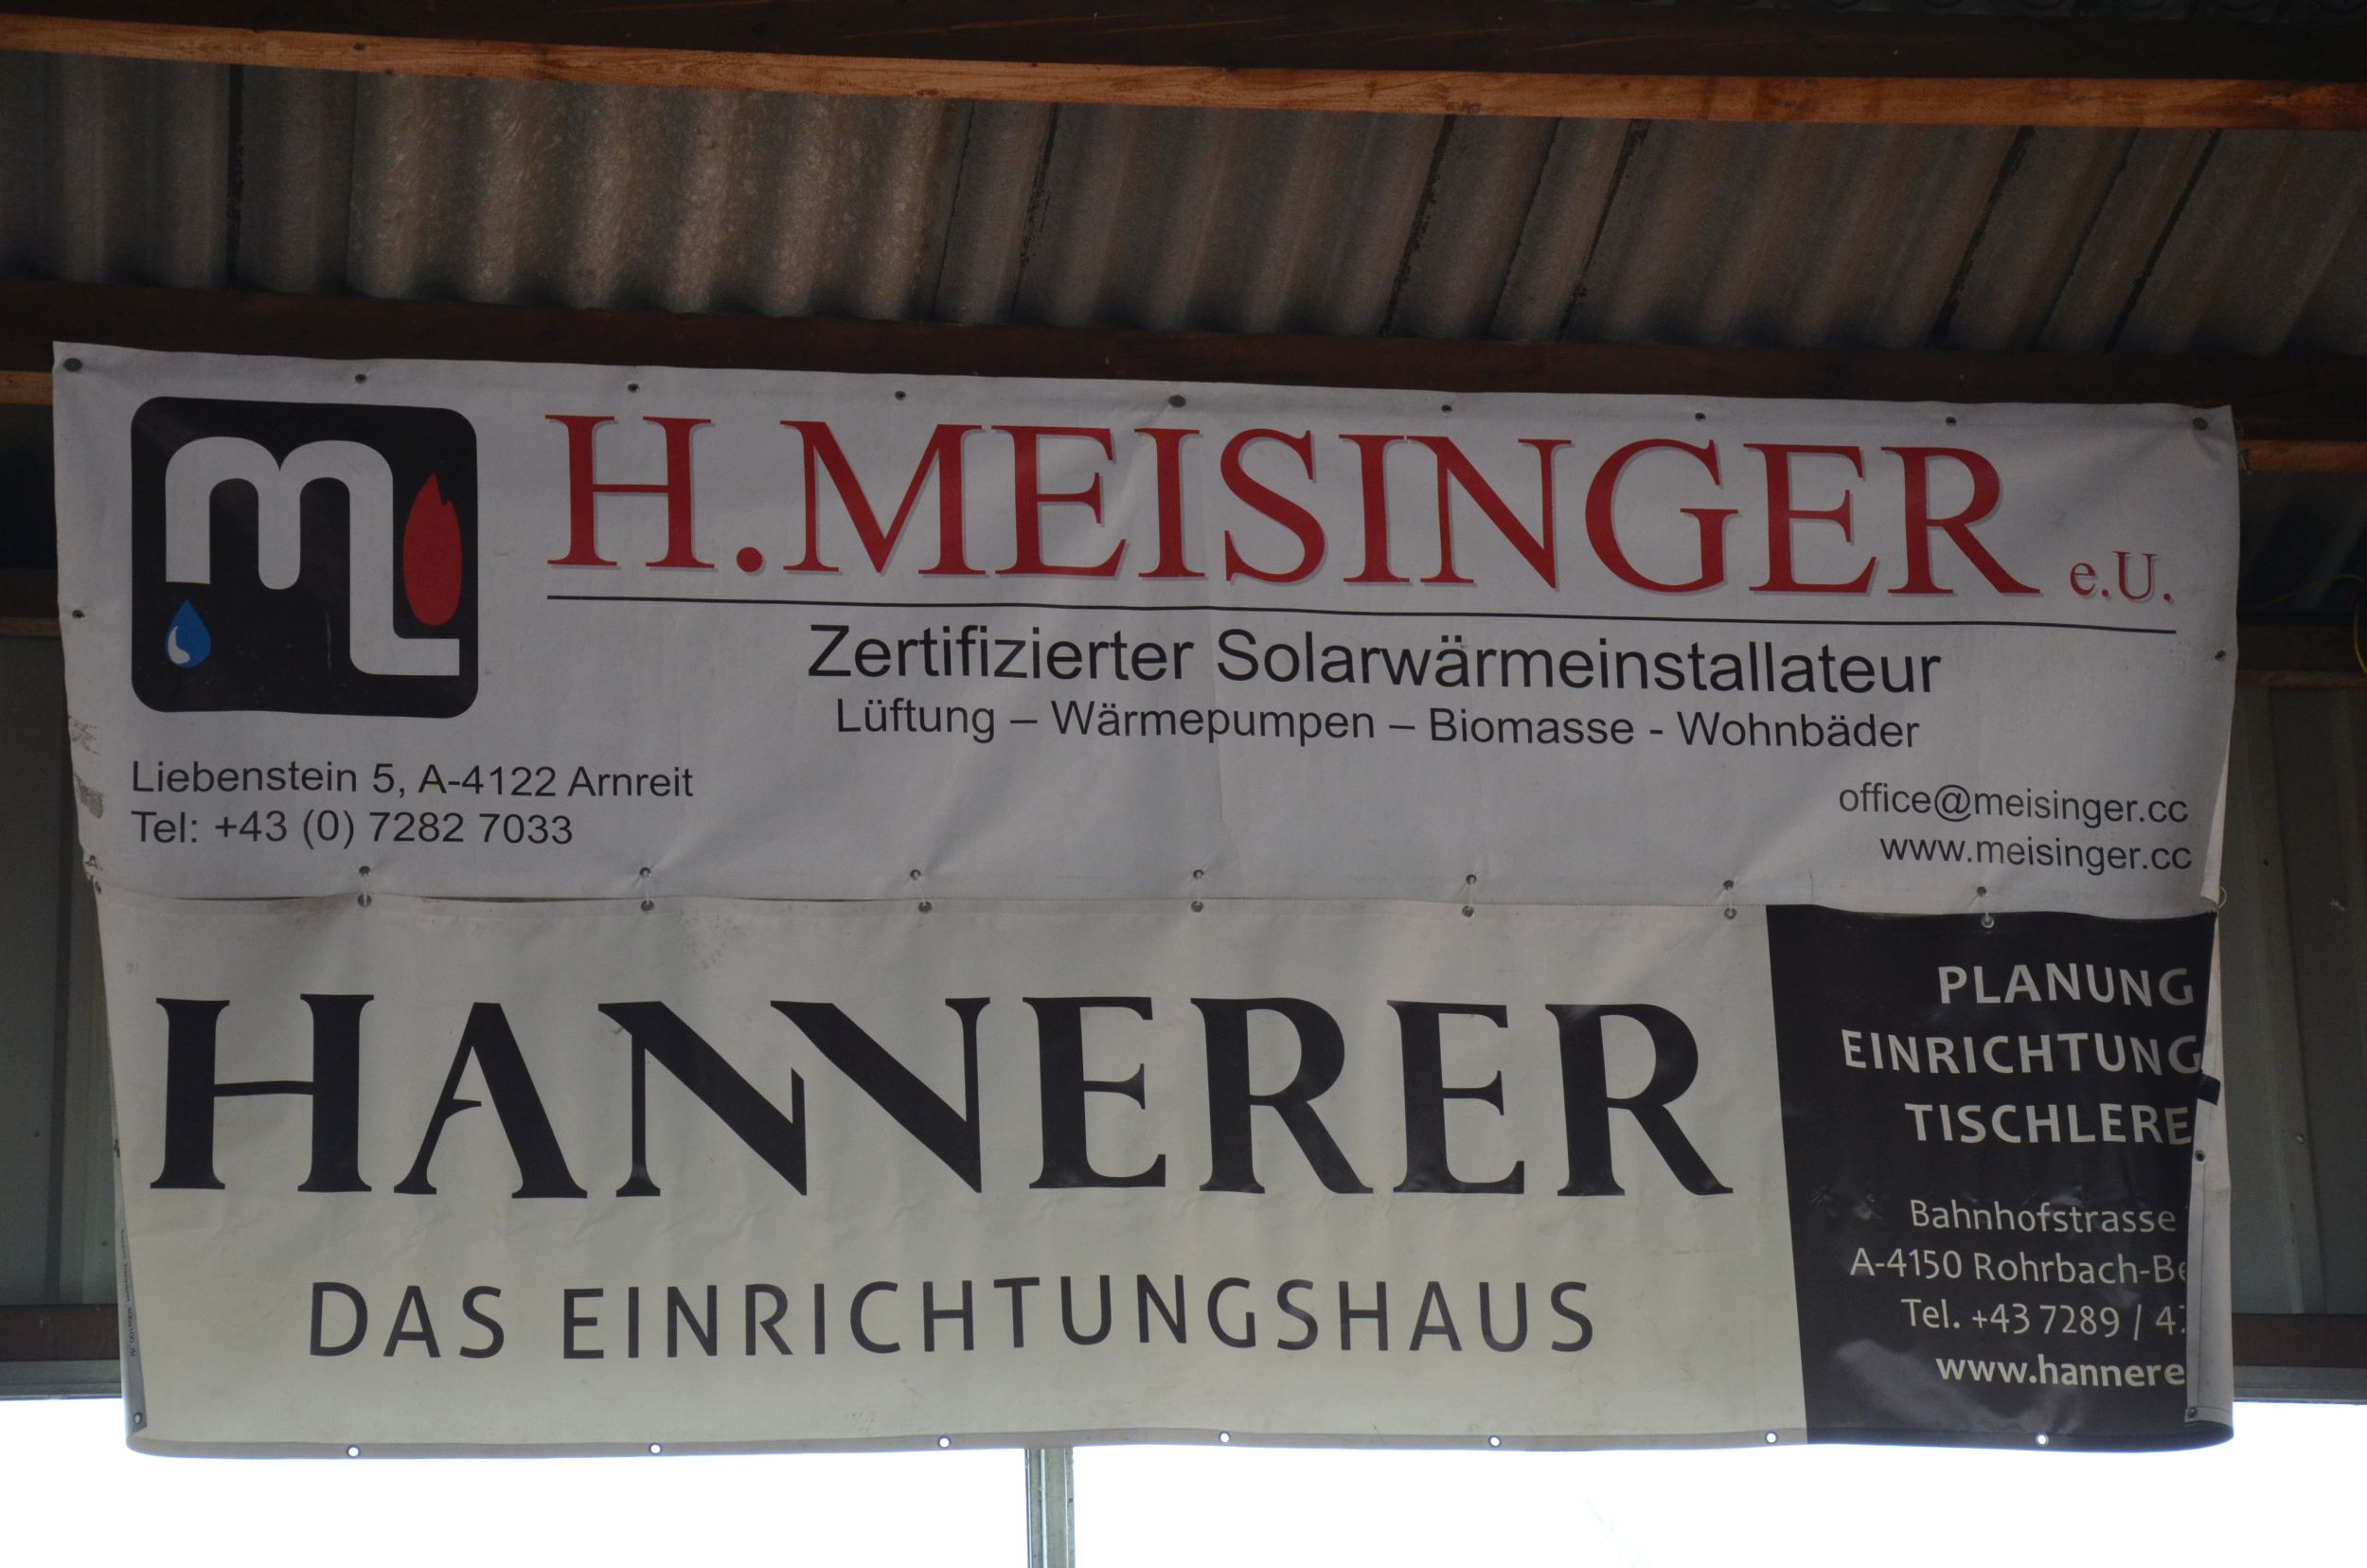 H.MEISINGER e.U.
Zertifizierter Solarwärmeinstallateur
Lüftung – Wärmepumpen – Biomasse - Wohnbäder
Liebenstein 5, A-4122 Arnreit
Tel: +43 (0) 7282 7033
office@meisinger.cc
www.meisinger.cc
HANNERER
DAS EINRICHTUNGSHAUS
PLANUNG
EINRICHTUNG
TISCHLERE
Bahnhofstrasse
A-4150 Rohrbach-Be
Tel. +43 7289 / 4
www.hannere